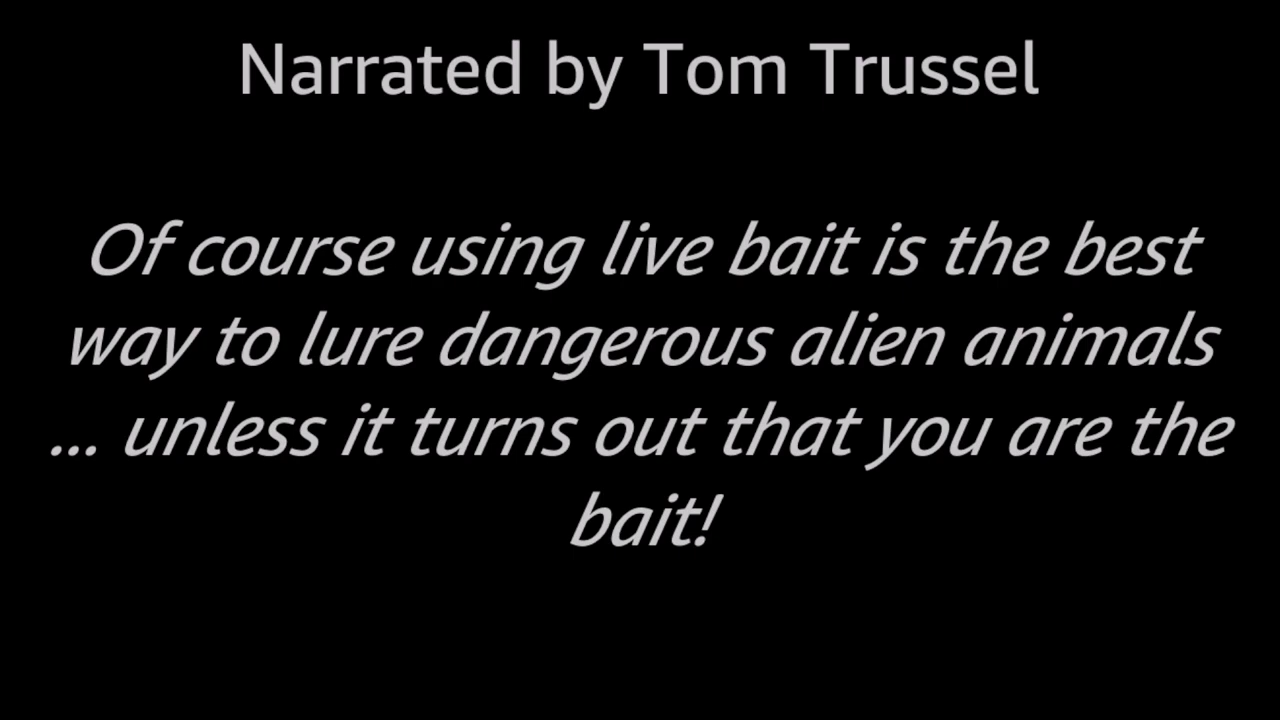 Narrated by Tom Trussel
Of course using live bait is the best
way to lure dangerous alien animals
... unless it turns out that you are the
bait!